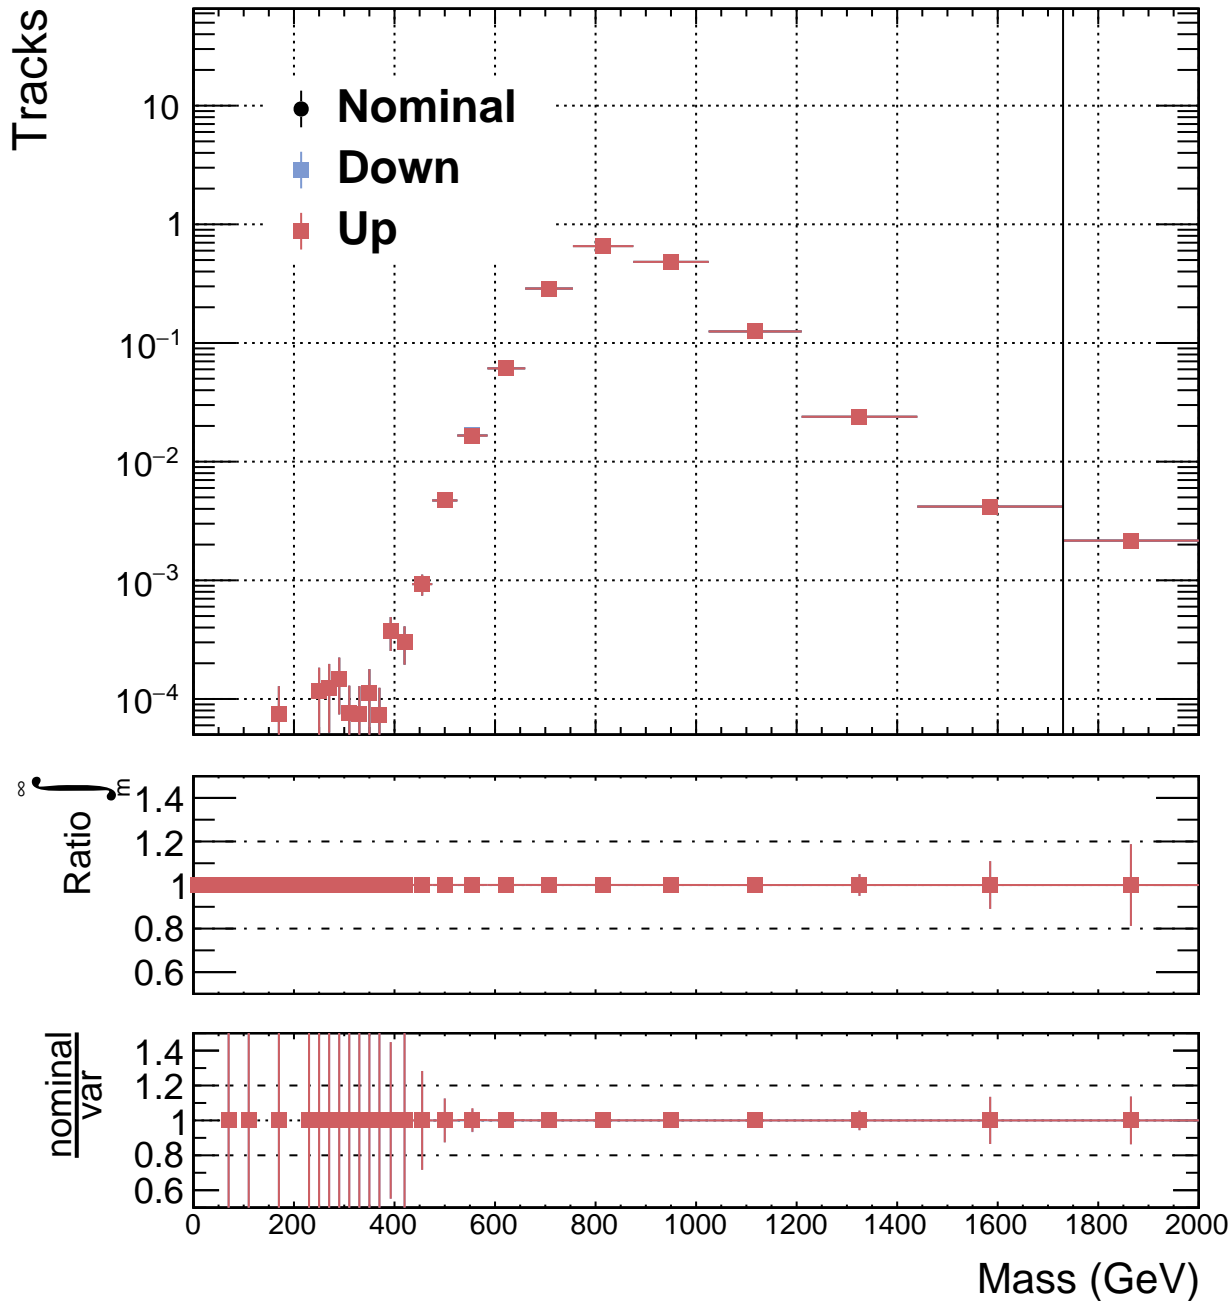 Tracks
10
1
10⁻¹
10⁻²
10⁻³
10⁻⁴
Nominal
Down
Up
Ratio ∫
m
∞
1.4
1.2
1
0.8
0.6
nominal
var
1.4
1.2
1
0.8
0.6
0 200 400 600 800 1000 1200 1400 1600 1800 2000
Mass (GeV)